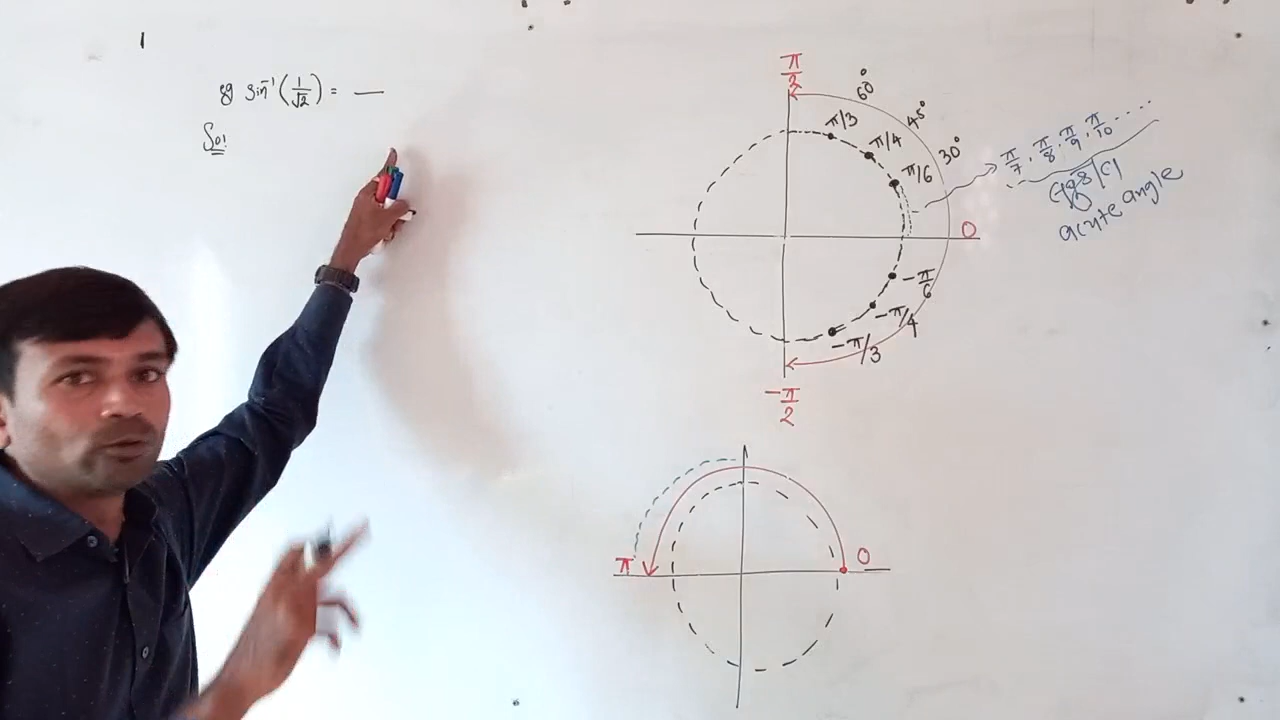 eg sin⁻¹(1/√2) = —
Sol
π/2
60°
π/3
45°
π/4
30°
π/6
π/7, π/8, π/9, π/10 ......
acute angle
0
-π/6
-π/4
-π/3
-π/2
π
0